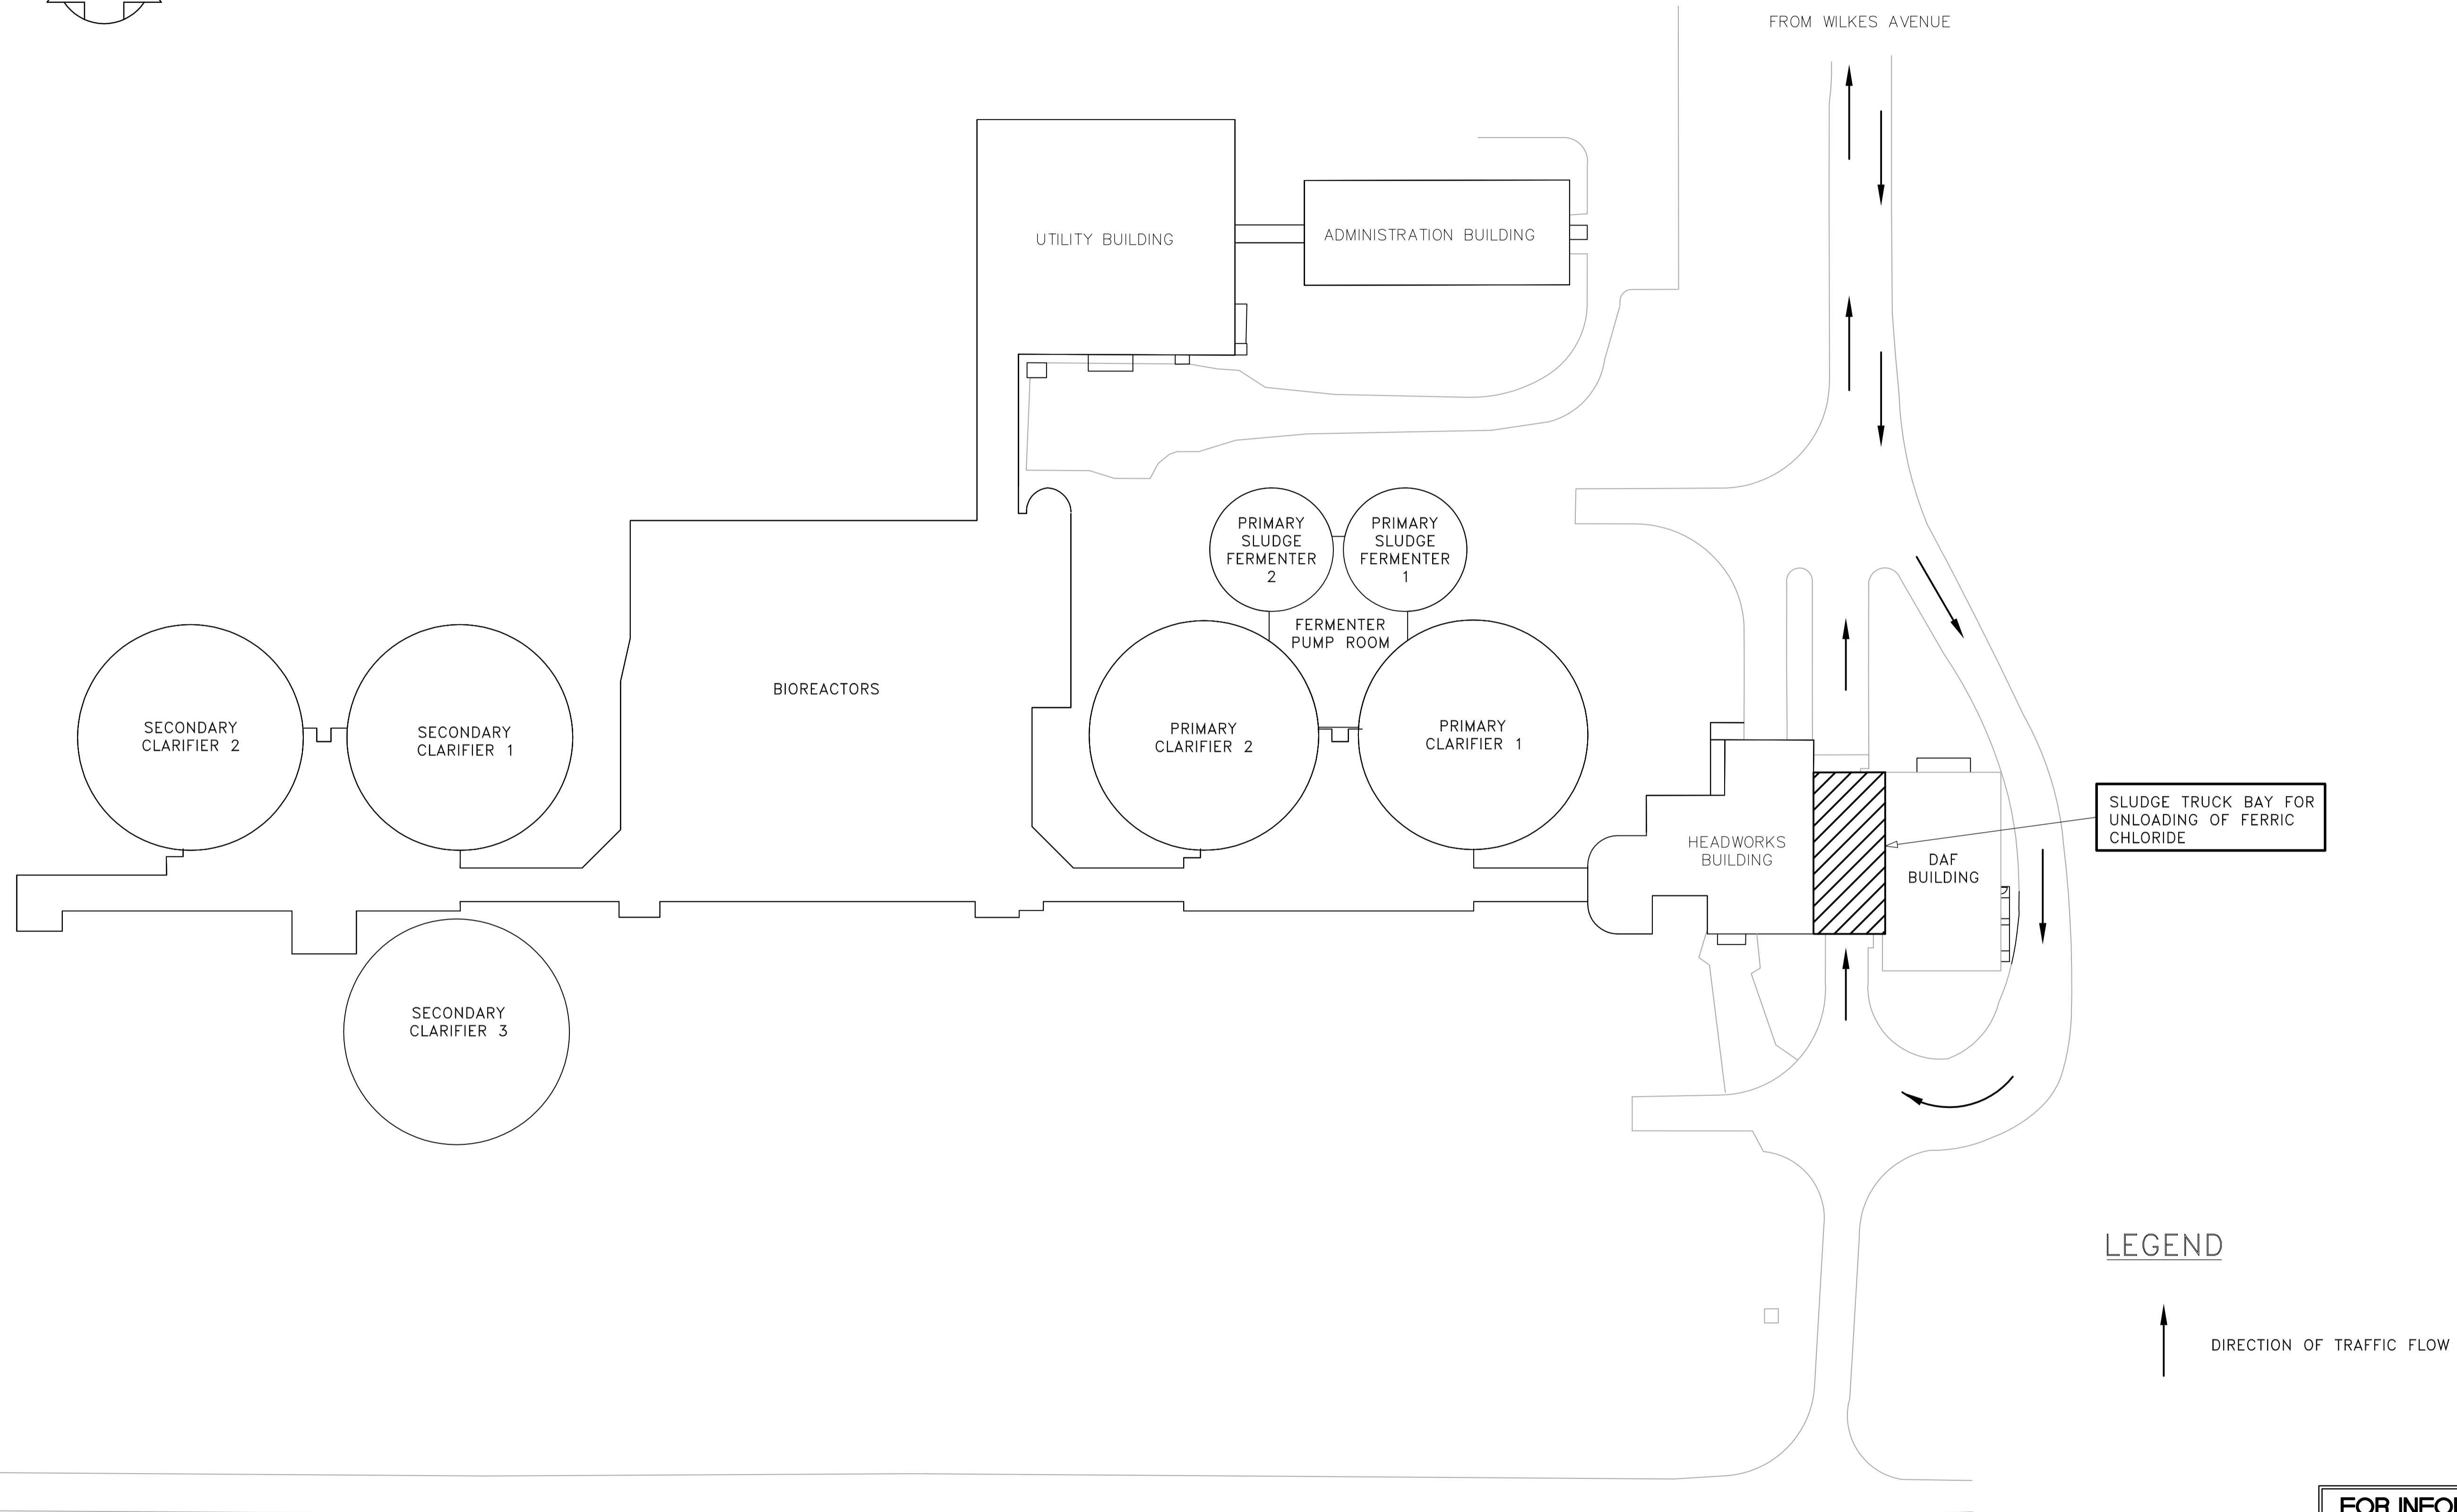 FROM WILKES AVENUE
UTILITY BUILDING
ADMINISTRATION BUILDING
PRIMARY
SLUDGE
FERMENTER
2
PRIMARY
SLUDGE
FERMENTER
1
FERMENTER
PUMP ROOM
BIOREACTORS
SECONDARY
CLARIFIER 2
SECONDARY
CLARIFIER 1
PRIMARY
CLARIFIER 2
PRIMARY
CLARIFIER 1
SLUDGE TRUCK BAY FOR
UNLOADING OF FERRIC
CHLORIDE
HEADWORKS
BUILDING
DAF
BUILDING
SECONDARY
CLARIFIER 3
LEGEND
DIRECTION OF TRAFFIC FLOW
FOR